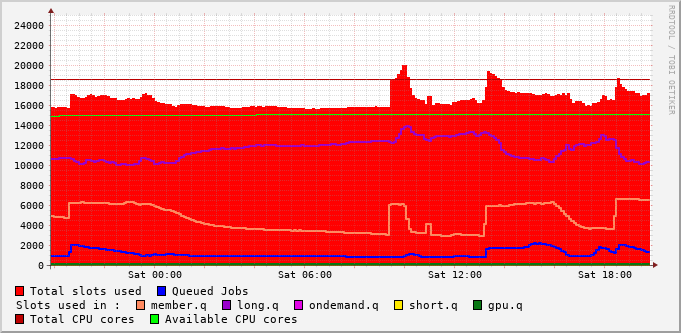 24000
22000
20000
18000
16000
14000
12000
10000
8000
6000
4000
2000
0
Sat 00:00 Sat 06:00 Sat 12:00 Sat 18:00
Total slots used Queued Jobs
Slots used in : member.q long.q ondemand.q short.q gpu.q
Total CPU cores Available CPU cores
RRDTOOL / TOBI OETIKER